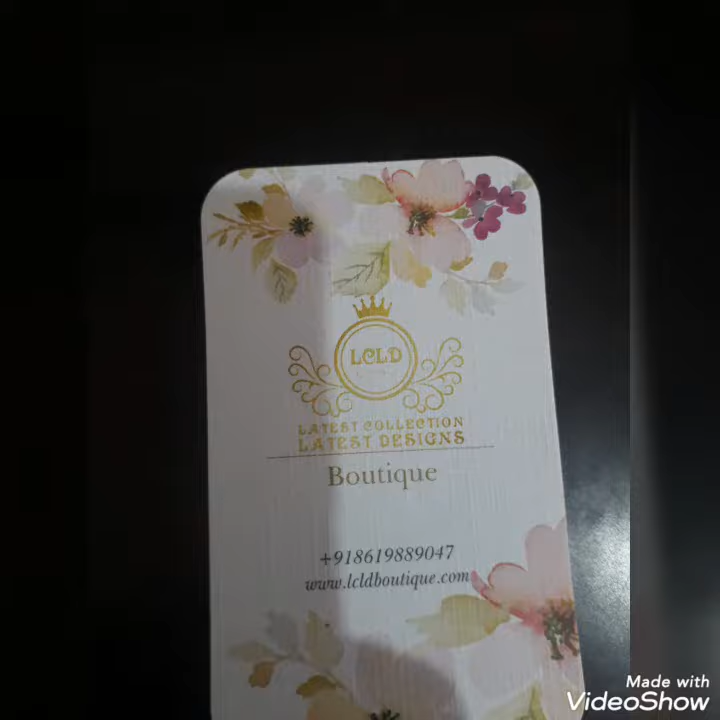 LCLD
LATEST COLLECTION
LATEST DESIGNS
Boutique
+918619889047
www.lcldboutique.com
Made with
VideoShow